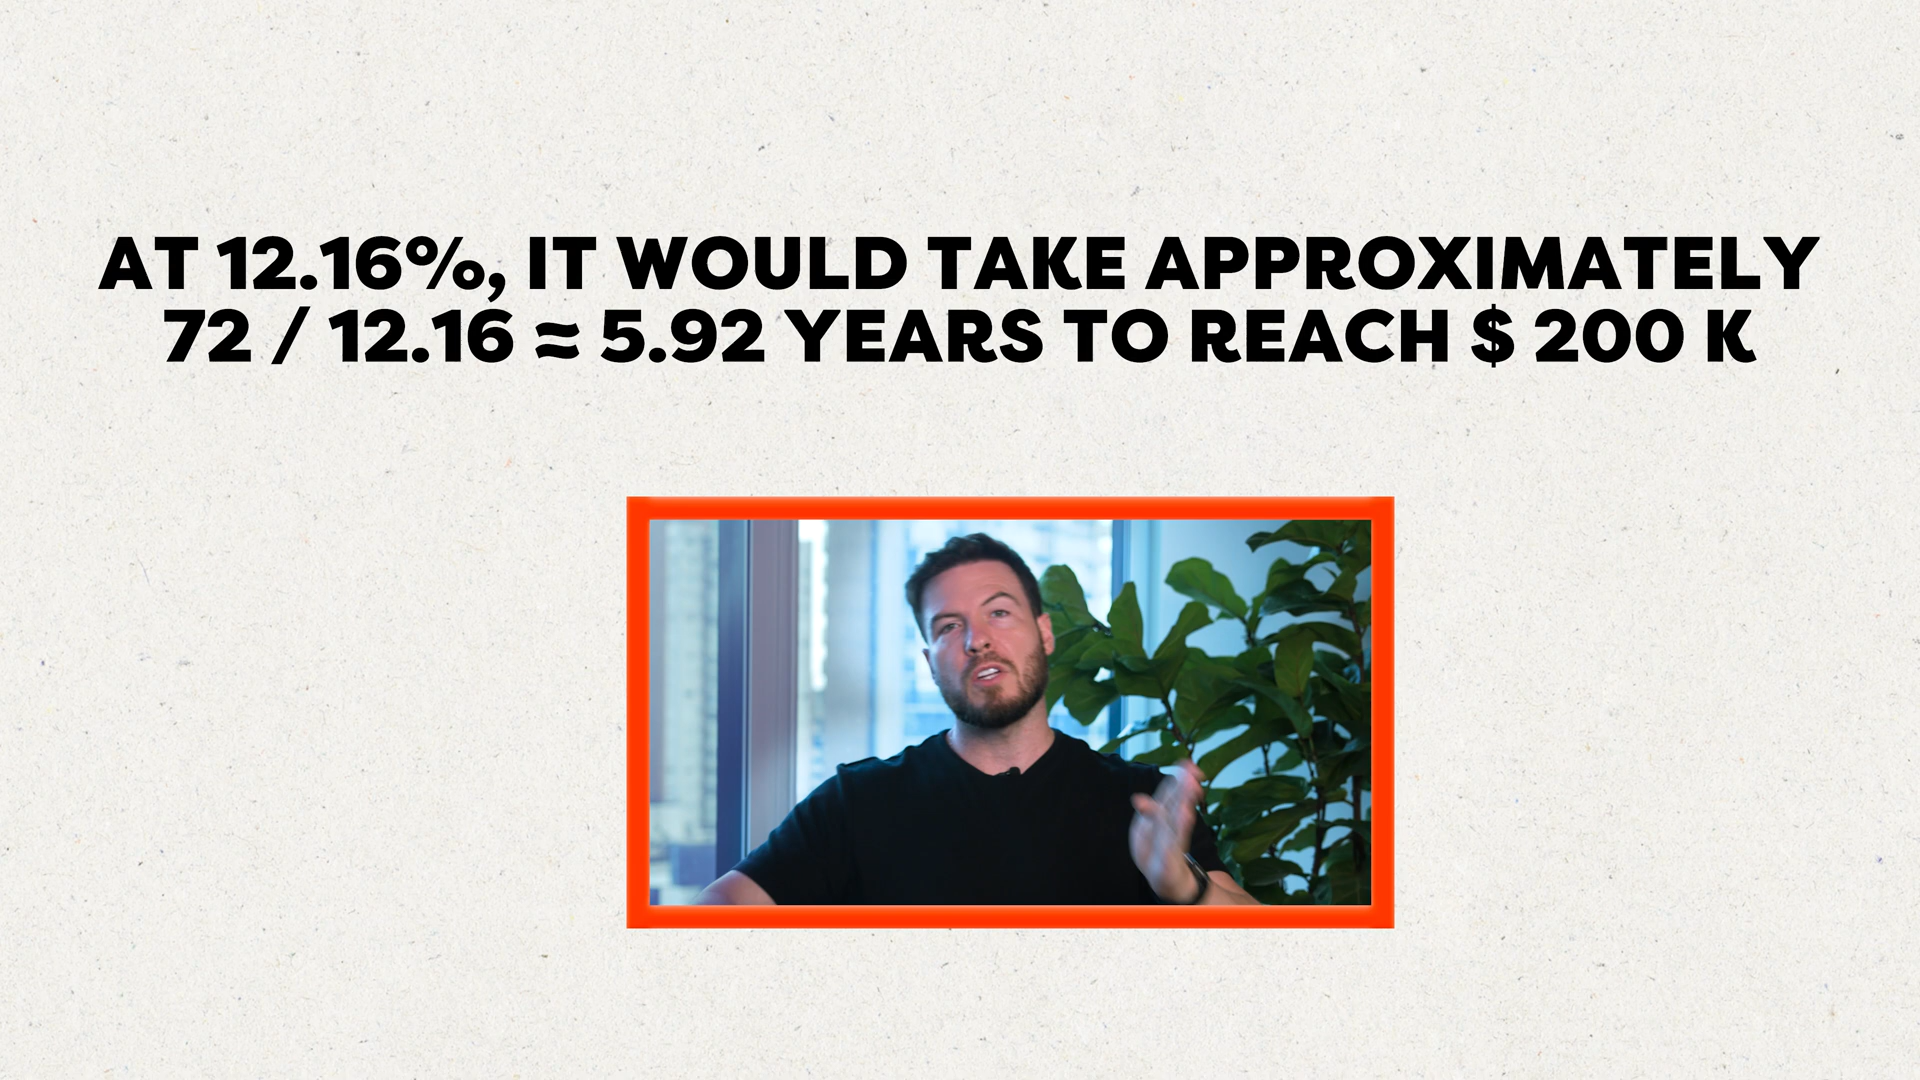 AT 12.16%, IT WOULD TAKE APPROXIMATELY
72 / 12.16 ≈ 5.92 YEARS TO REACH $ 200 K